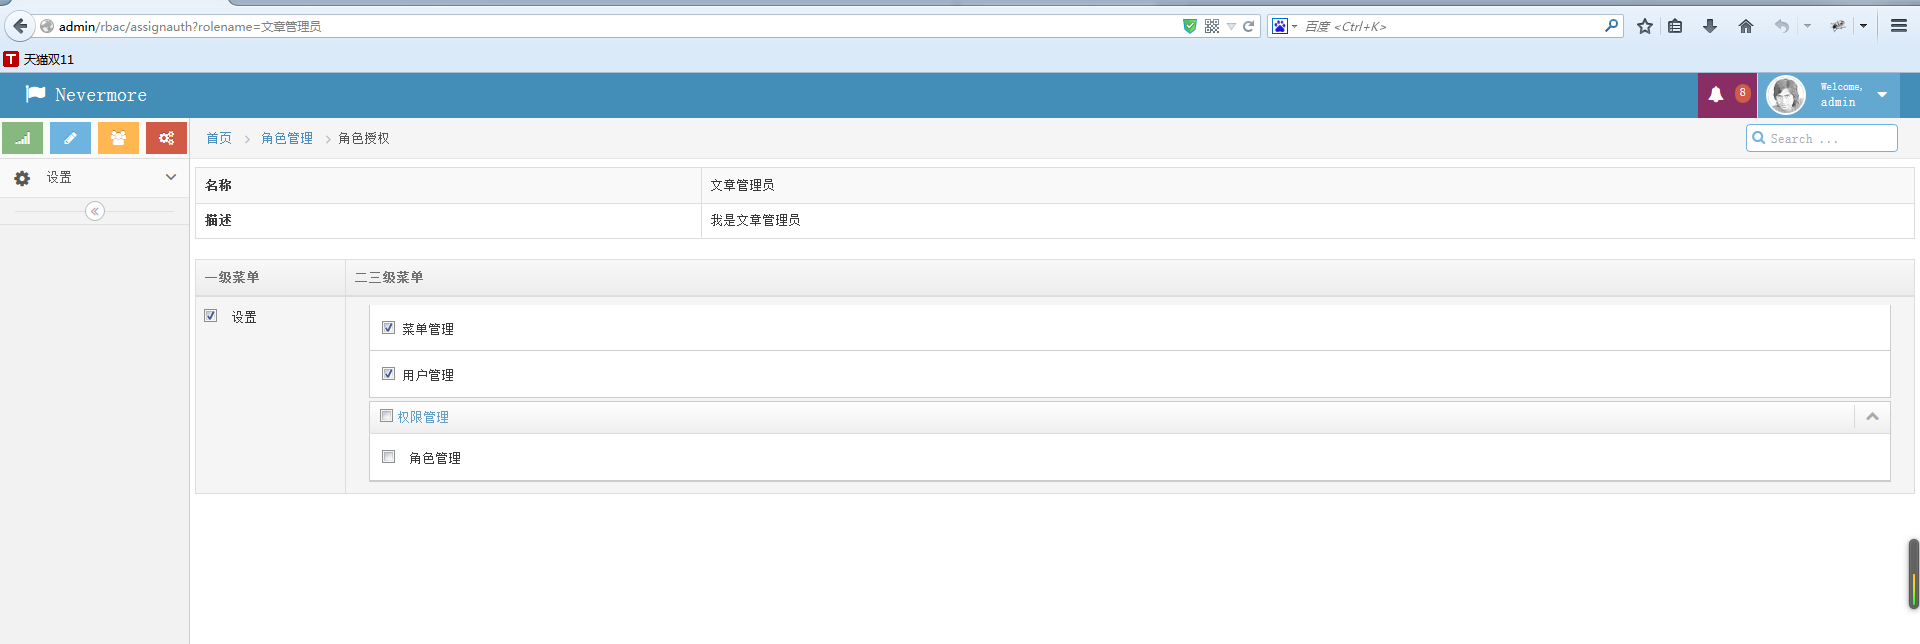 admin/rbac/assignauth?rolename=文章管理员
百度 <Ctrl+K>
T 天猫双11
Nevermore
8
Welcome,
admin
首页 > 角色管理 > 角色授权
Search ...
设置
名称 文章管理员
描述 我是文章管理员
一级菜单 二三级菜单
设置
菜单管理
用户管理
权限管理
角色管理